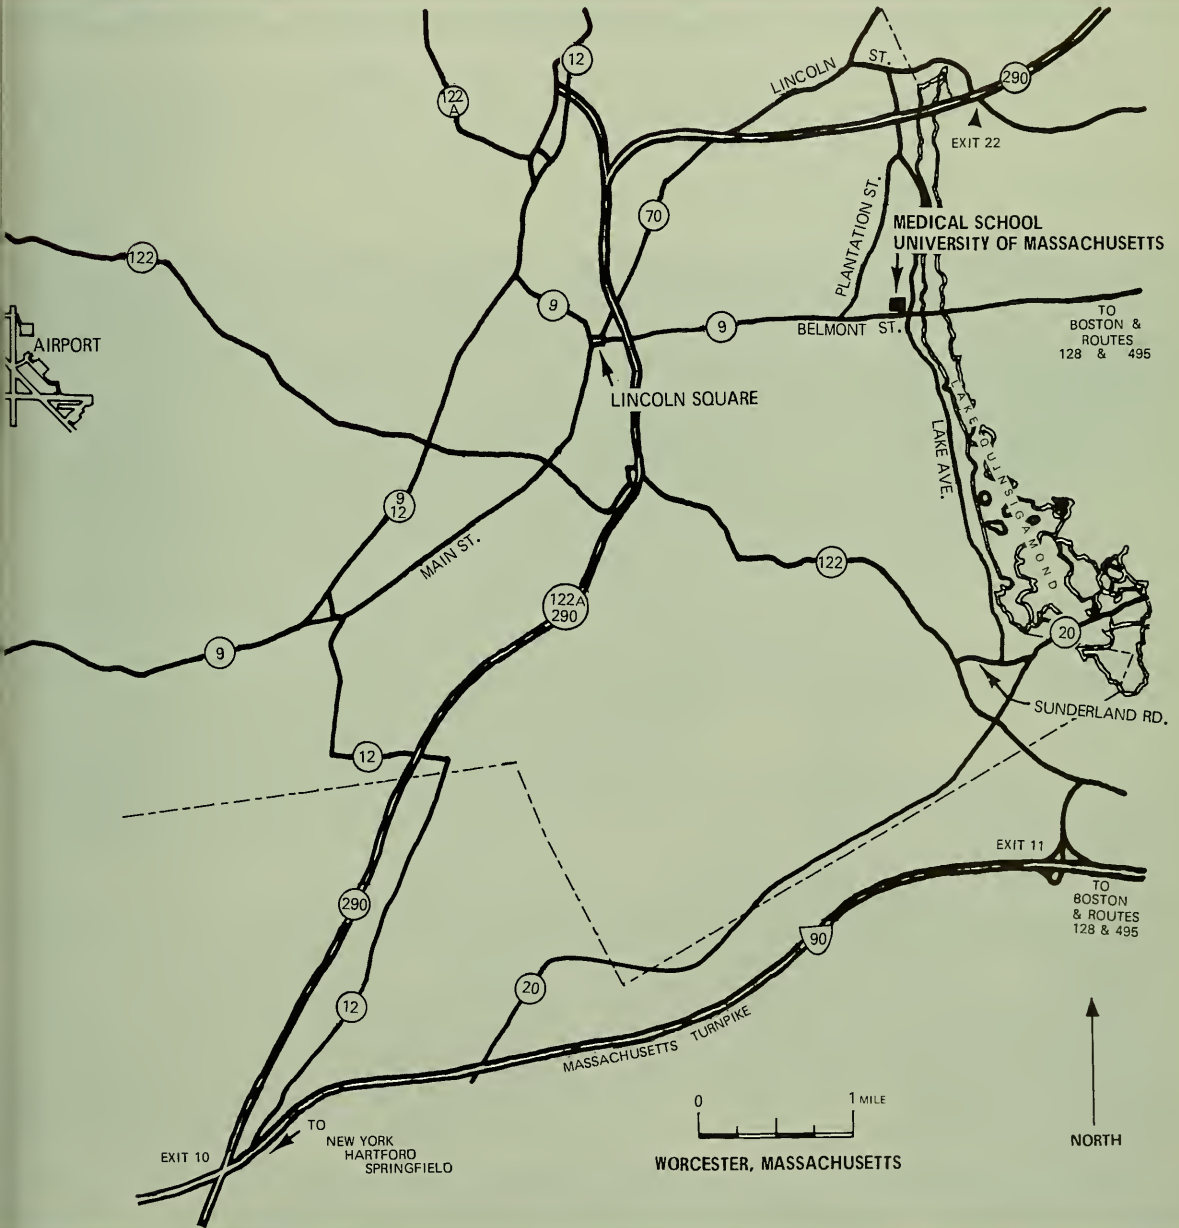 12
122
A
LINCOLN ST.
290
EXIT 22
70
PLANTATION ST.
MEDICAL SCHOOL
UNIVERSITY OF MASSACHUSETTS
122
9
9
BELMONT ST.
TO
BOSTON &
ROUTES
128 & 495
AIRPORT
LINCOLN SQUARE
LAKE QUINSIGAMOND
LAKE AVE.
9
12
MAIN ST.
122
122A
290
20
9
SUNDERLAND RD.
12
EXIT 11
TO
BOSTON
& ROUTES
128 & 495
290
90
20
12
MASSACHUSETTS TURNPIKE
0 1 MILE
TO
NEW YORK
HARTFORD
SPRINGFIELD
EXIT 10
NORTH
WORCESTER, MASSACHUSETTS